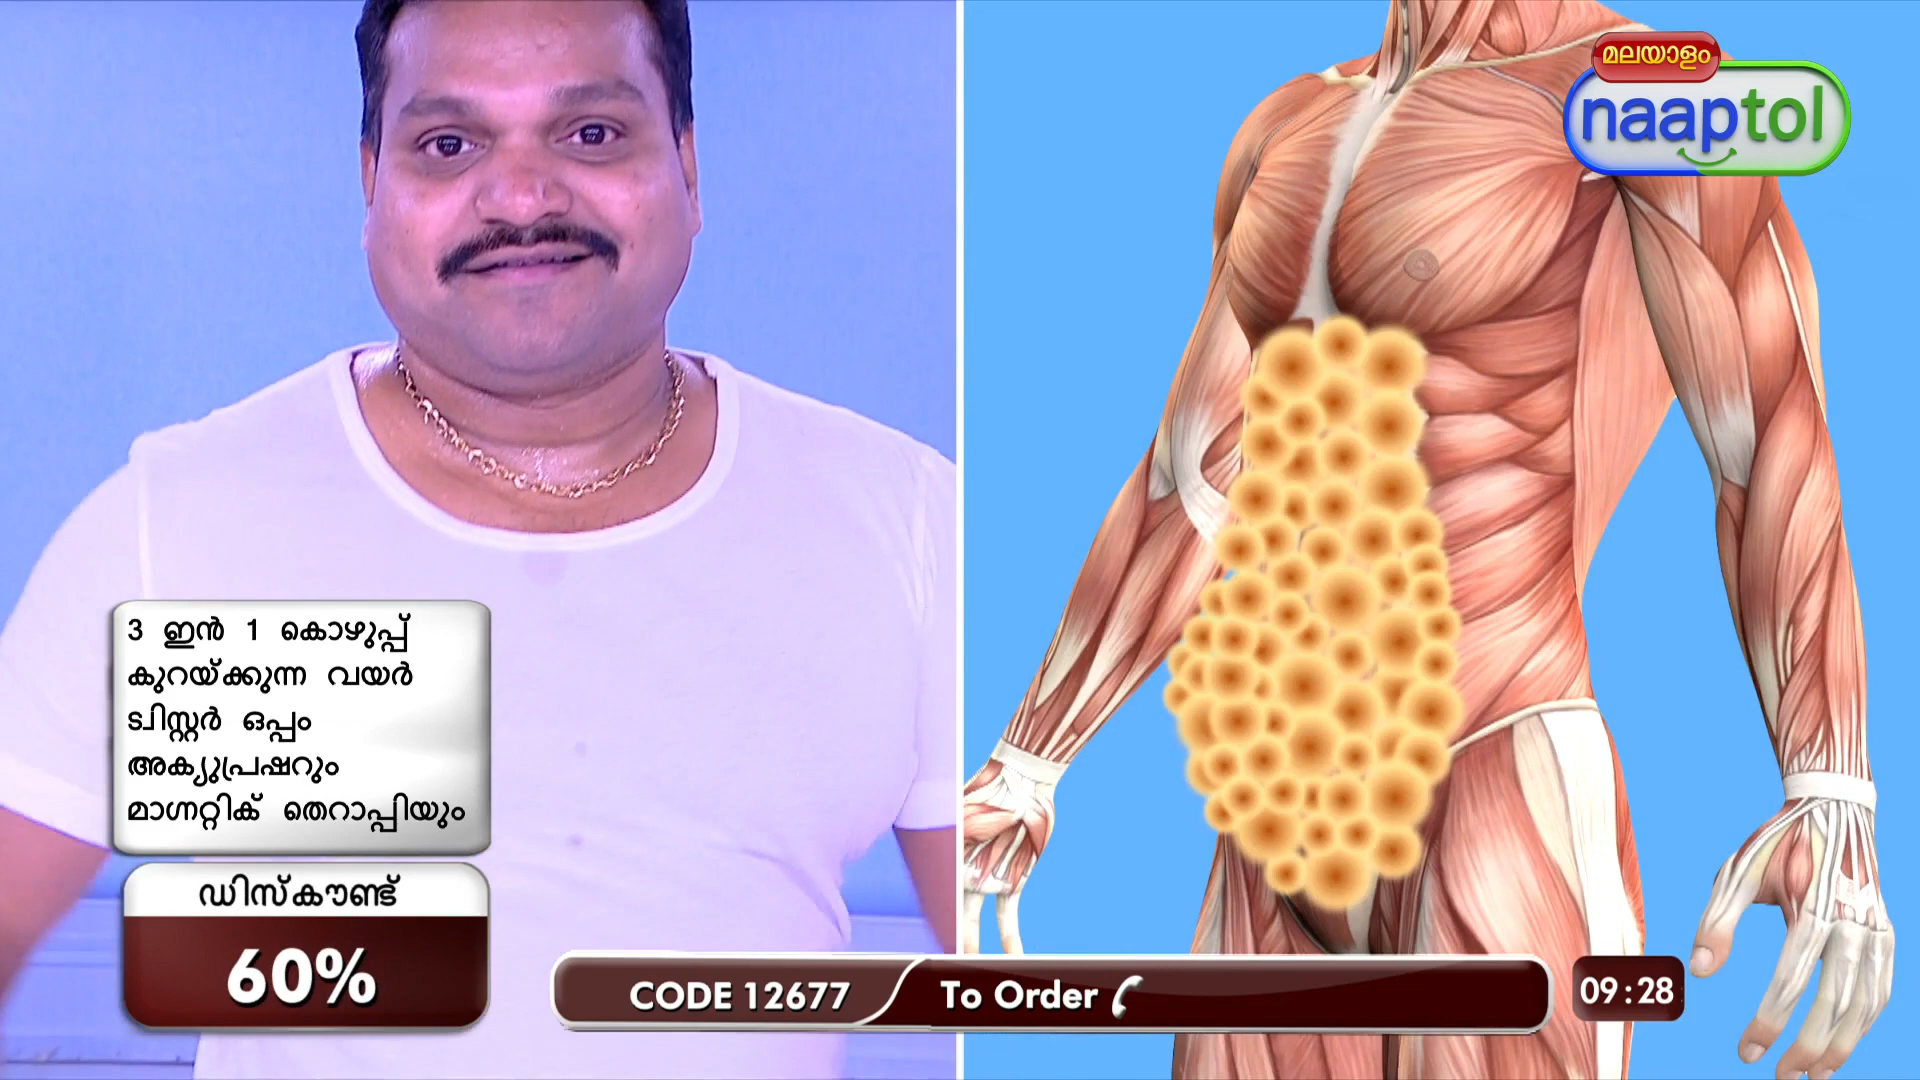 മലയാളം
naaptol
3 ഇൻ 1 കൊഴുപ്പ്
കുറയ്ക്കുന്ന വയർ
ട്വിസ്റ്റർ ഒപ്പം
അക്യുപ്രഷറും
മാഗ്നറ്റിക് തെറാപ്പിയും
ഡിസ്കൗണ്ട്
60%
CODE 12677 To Order
09:28